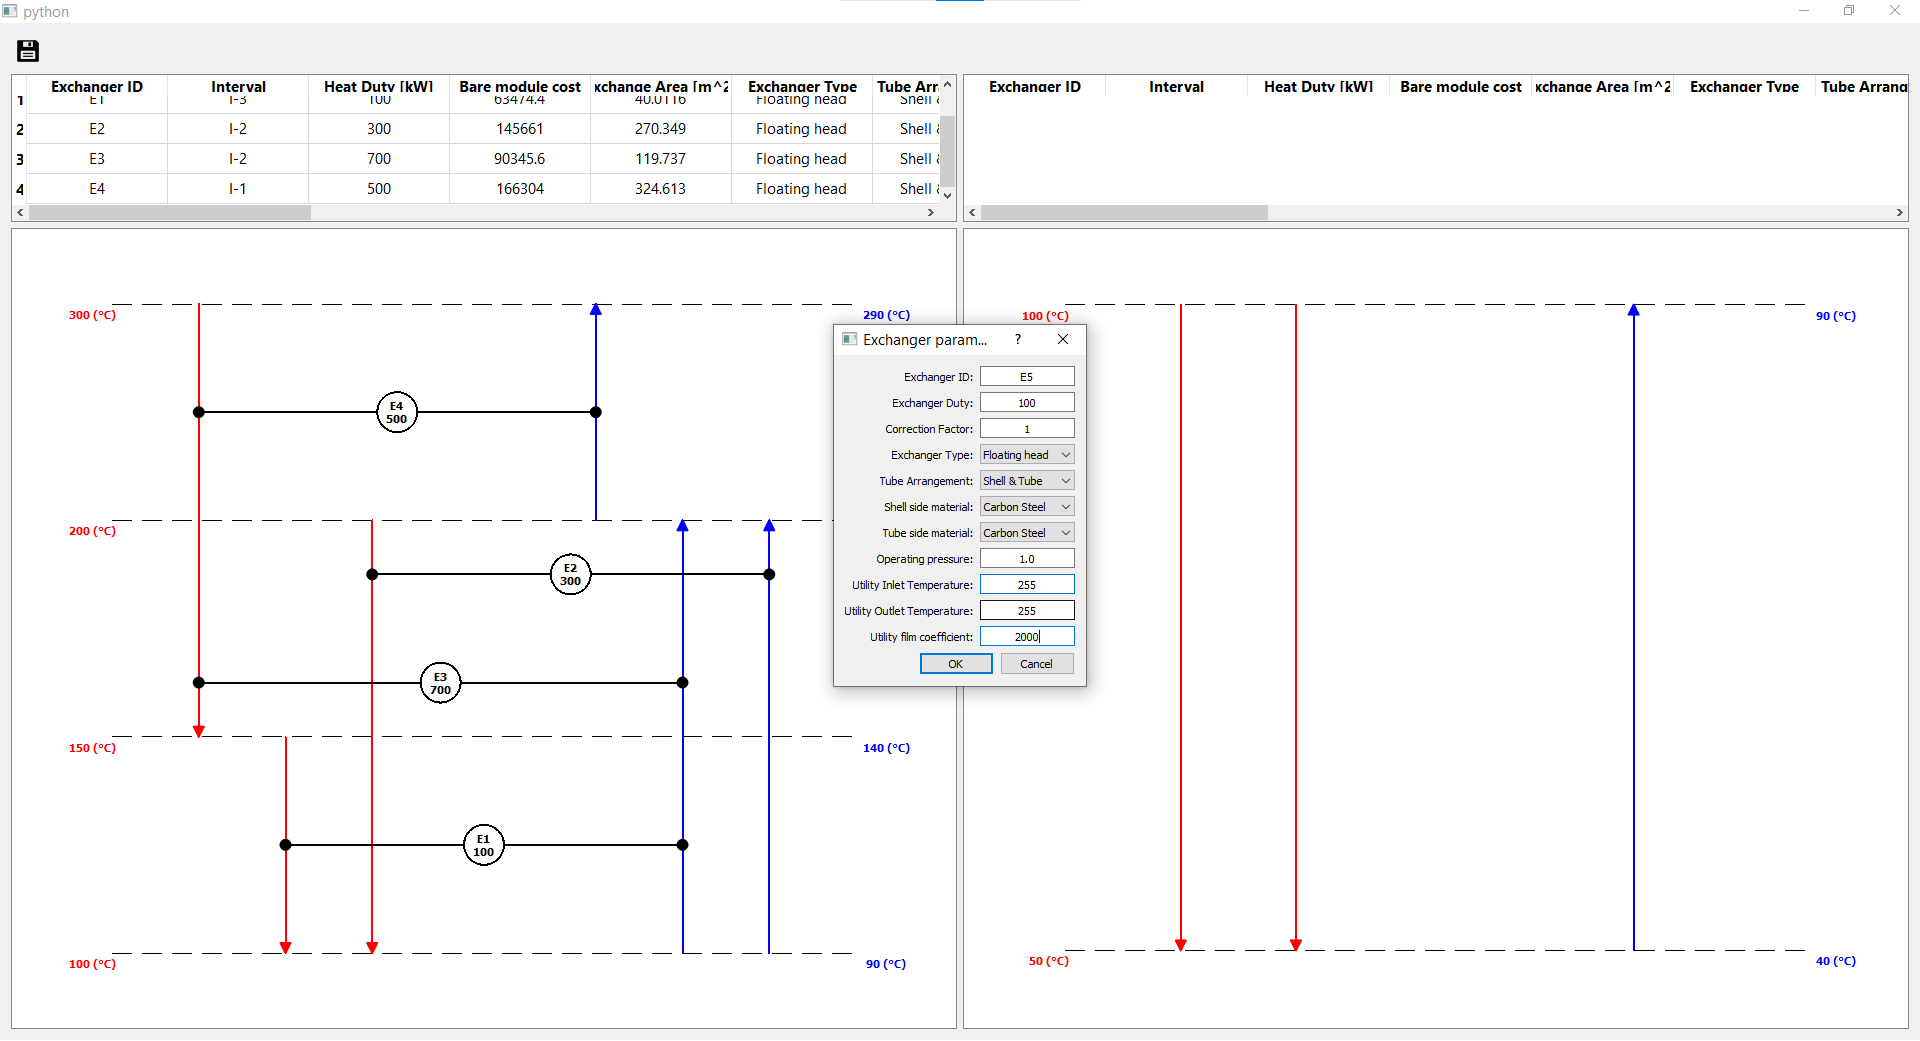 python
Exchanger ID Interval Heat Duty [kW] Bare module cost xchange Area [m^2 Exchanger Type Tube Arr
1 E1 I-3 100 63474.4 40.0116 Floating head Shell &
2 E2 I-2 300 145661 270.349 Floating head Shell &
3 E3 I-2 700 90345.6 119.737 Floating head Shell &
4 E4 I-1 500 166304 324.613 Floating head Shell &
Exchanger ID Interval Heat Duty [kW] Bare module cost xchange Area [m^2 Exchanger Type Tube Arrang
300 (°C)
290 (°C)
E4
500
200 (°C)
E2
300
E3
700
150 (°C)
140 (°C)
E1
100
100 (°C)
90 (°C)
Exchanger param... ?
Exchanger ID: E5
Exchanger Duty: 100
Correction Factor: 1
Exchanger Type: Floating head
Tube Arrangement: Shell & Tube
Shell side material: Carbon Steel
Tube side material: Carbon Steel
Operating pressure: 1.0
Utility Inlet Temperature: 255
Utility Outlet Temperature: 255
Utility film coefficient: 2000
OK Cancel
100 (°C)
90 (°C)
50 (°C)
40 (°C)